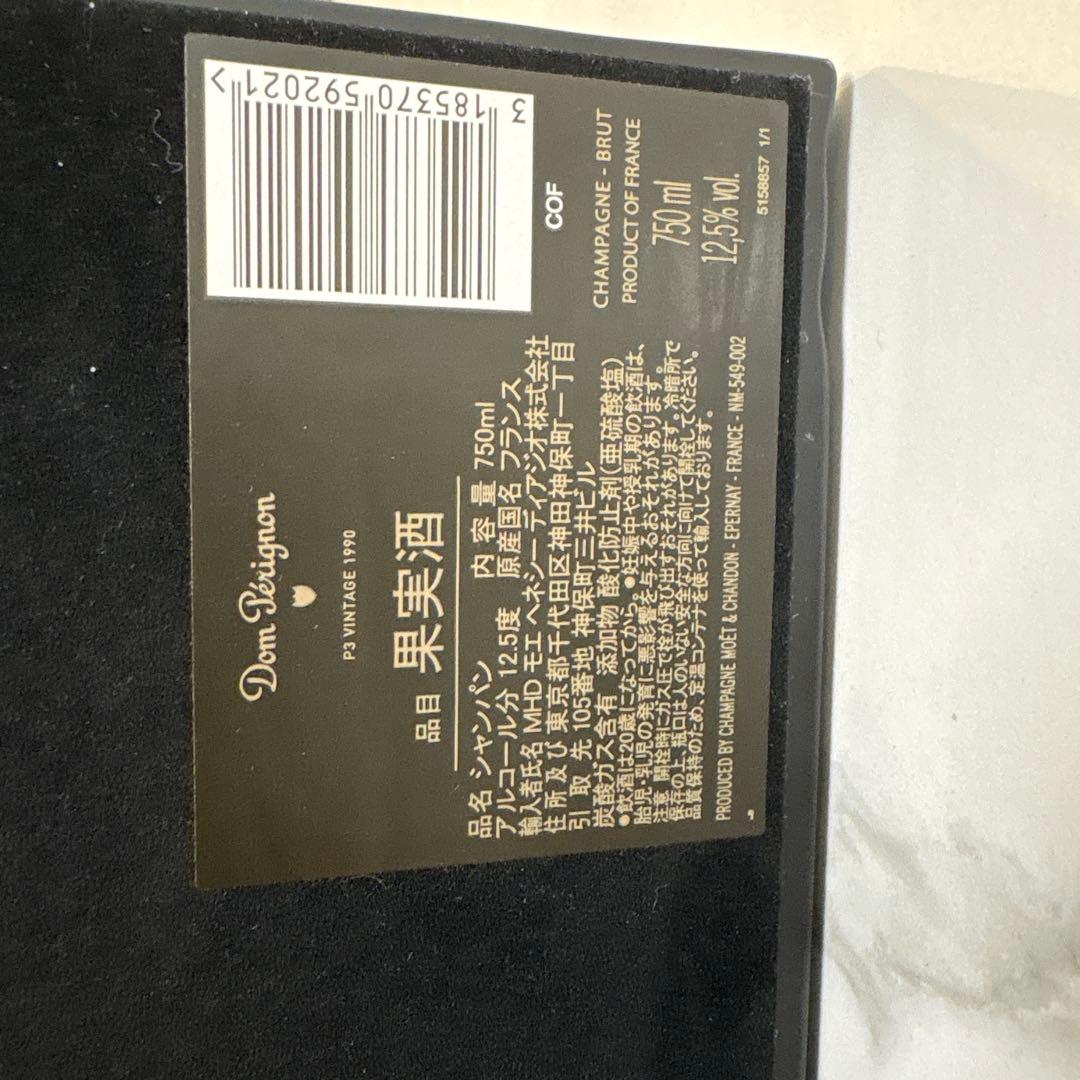 Dom Pérignon
P3 VINTAGE 1990
品目 果実酒
品名 シャンパン 内容量 750ml
アルコール分 12.5度 原産国名 フランス
輸入者氏名 MHD モエ ヘネシー ディアジオ株式会社
住所及び 東京都千代田区神田神保町一丁目
引取先 105番地 神保町三井ビル
炭酸ガス含有 添加物 酸化防止剤(亜硫酸塩)
●飲酒は20歳になってから。●妊娠中や授乳期の飲酒は、
胎児・乳児の発育に悪影響を与えるおそれがあります。
注意 開栓時にガス圧で栓が飛び出すおそれがあります。冷暗所で
保存の上、瓶口は人のいない安全な方向に向けて開栓してください。
品質保持のため、定温コンテナを使って輸入しております。
PRODUCED BY CHAMPAGNE MOËT & CHANDON - EPERNAY - FRANCE - NM-549-002
3 185370 592021 >
COF
CHAMPAGNE - BRUT
PRODUCT OF FRANCE
750 ml
12,5% vol.
5158857 1/1